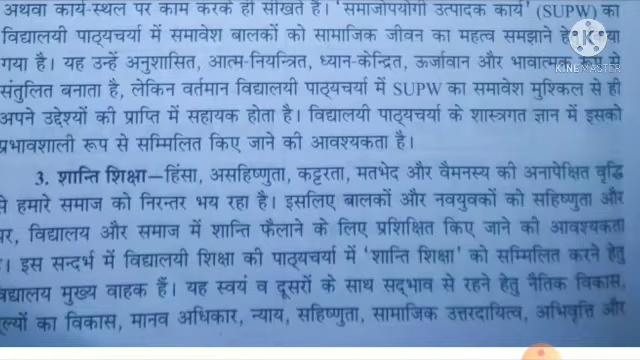 अथवा कार्य-स्थल पर काम करके ही सीखते हैं। 'समाजोपयोगी उत्पादक कार्य' (SUPW) का
विद्यालयी पाठ्यचर्या में समावेश बालकों को सामाजिक जीवन का महत्व समझाने
गया है। यह उन्हें अनुशासित, आत्म-नियन्त्रित, ध्यान-केन्द्रित, ऊर्जावान और से
संतुलित बनाता है, लेकिन वर्तमान विद्यालयी पाठ्यचर्या में SUPW का समावेश मुश्किल से ही
अपने उद्देश्यों की प्राप्ति में सहायक होता है। विद्यालयी पाठ्यचर्या के शास्त्रगत ज्ञान में इसको
प्रभावशाली रूप से सम्मिलित किए जाने की आवश्यकता है।
3. शान्ति शिक्षा—हिंसा, असहिष्णुता, कट्टरता, मतभेद और वैमनस्य की अनापेक्षित वृद्धि
से हमारे समाज को निरन्तर भय रहा है। इसलिए बालकों और नवयुवकों को सहिष्णुता और
घर, विद्यालय और समाज में शान्ति फैलाने के लिए प्रशिक्षित किए जाने की आवश्यकता
है। इस सन्दर्भ में विद्यालयी शिक्षा की पाठ्यचर्या में 'शान्ति शिक्षा' को सम्मिलित करने हेतु
विद्यालय मुख्य वाहक हैं। यह स्वयं व दूसरों के साथ सद्भाव से रहने हेतु नैतिक विकास,
मूल्यों का विकास, मानव अधिकार, न्याय, सहिष्णुता, सामाजिक उत्तरदायित्व, अभिवृत्ति और
KINEMASTER